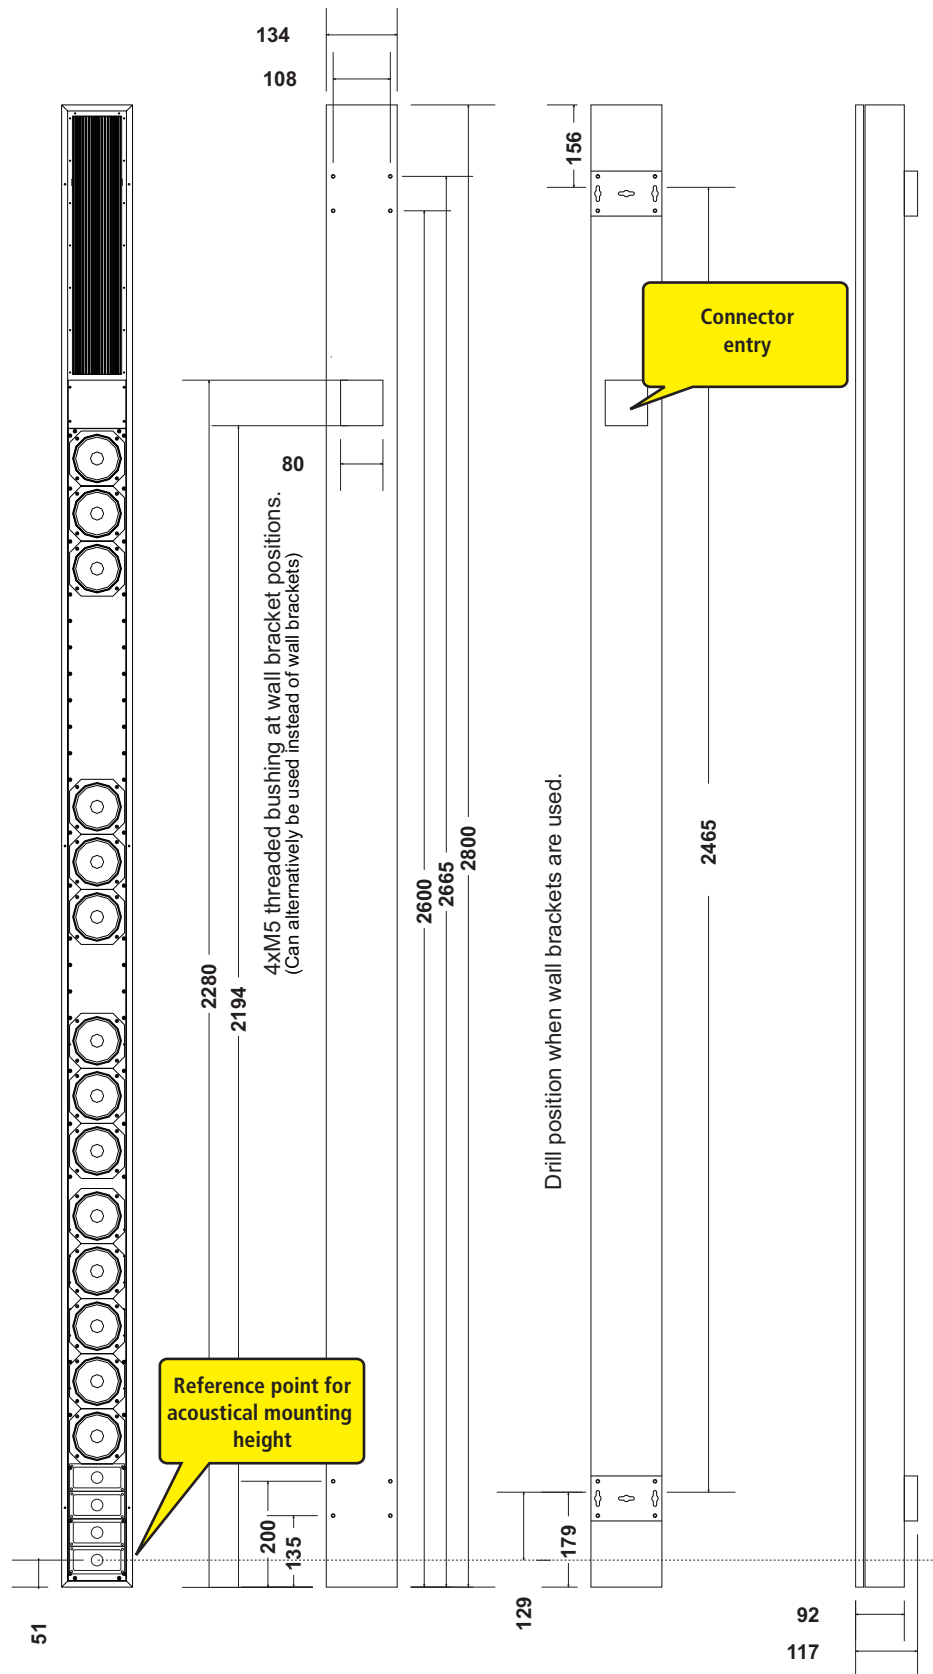 134
108
156
Connector
entry
80
4xM5 threaded bushing at wall bracket positions.
(Can alternatively be used instead of wall brackets)
Drill position when wall brackets are used.
2465
2800
2665
2600
2280
2194
Reference point for
acoustical mounting
height
200
135
179
129
51
92
117